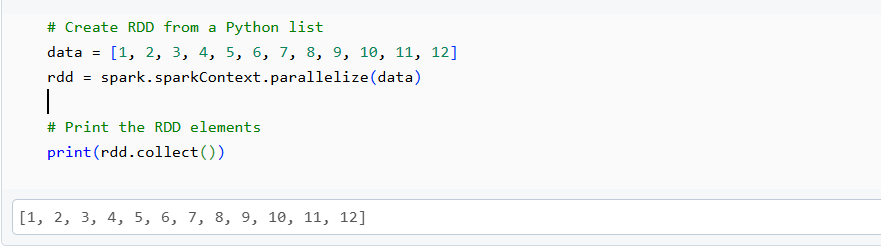 # Create RDD from a Python list
data = [1, 2, 3, 4, 5, 6, 7, 8, 9, 10, 11, 12]
rdd = spark.sparkContext.parallelize(data)
# Print the RDD elements
print(rdd.collect())
[1, 2, 3, 4, 5, 6, 7, 8, 9, 10, 11, 12]